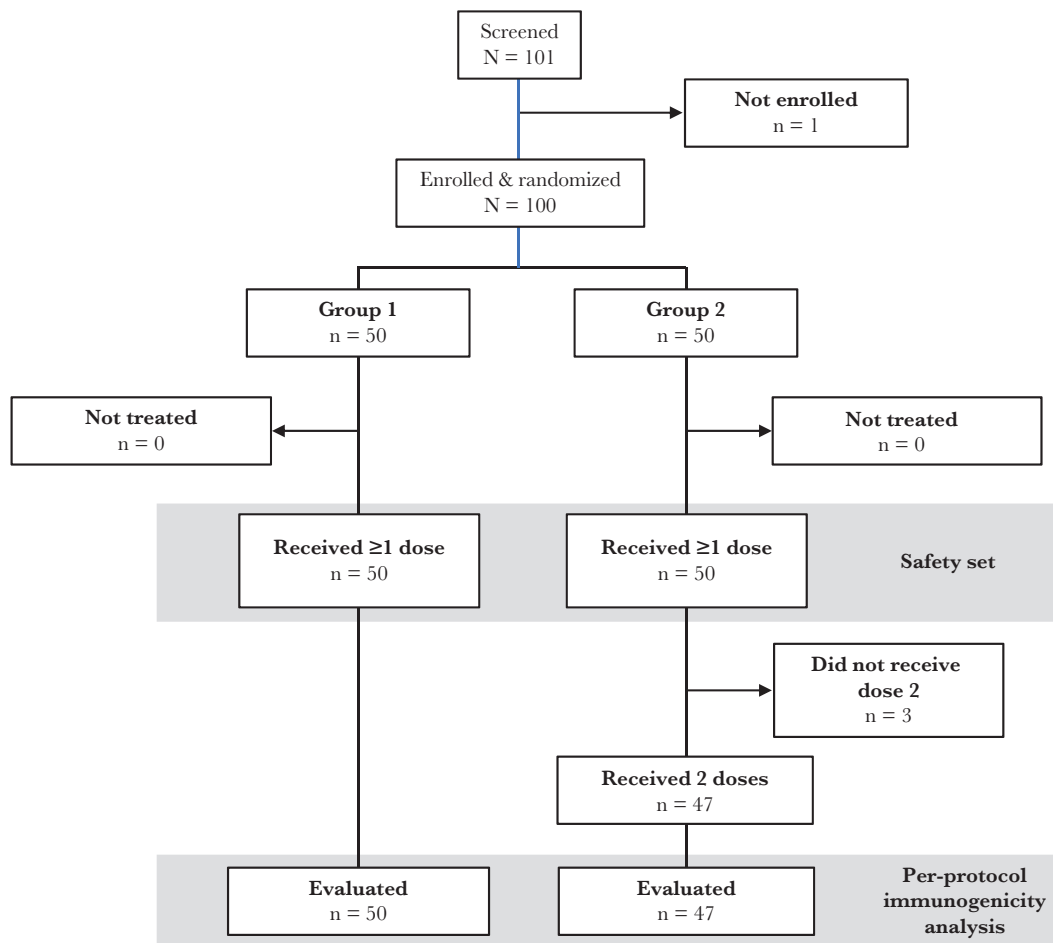 Screened
N = 101
Not enrolled
n = 1
Enrolled & randomized
N = 100
Group 1
n = 50
Group 2
n = 50
Not treated
n = 0
Not treated
n = 0
Received ≥1 dose
n = 50
Received ≥1 dose
n = 50
Safety set
Did not receive
dose 2
n = 3
Received 2 doses
n = 47
Evaluated
n = 50
Evaluated
n = 47
Per-protocol
immunogenicity
analysis